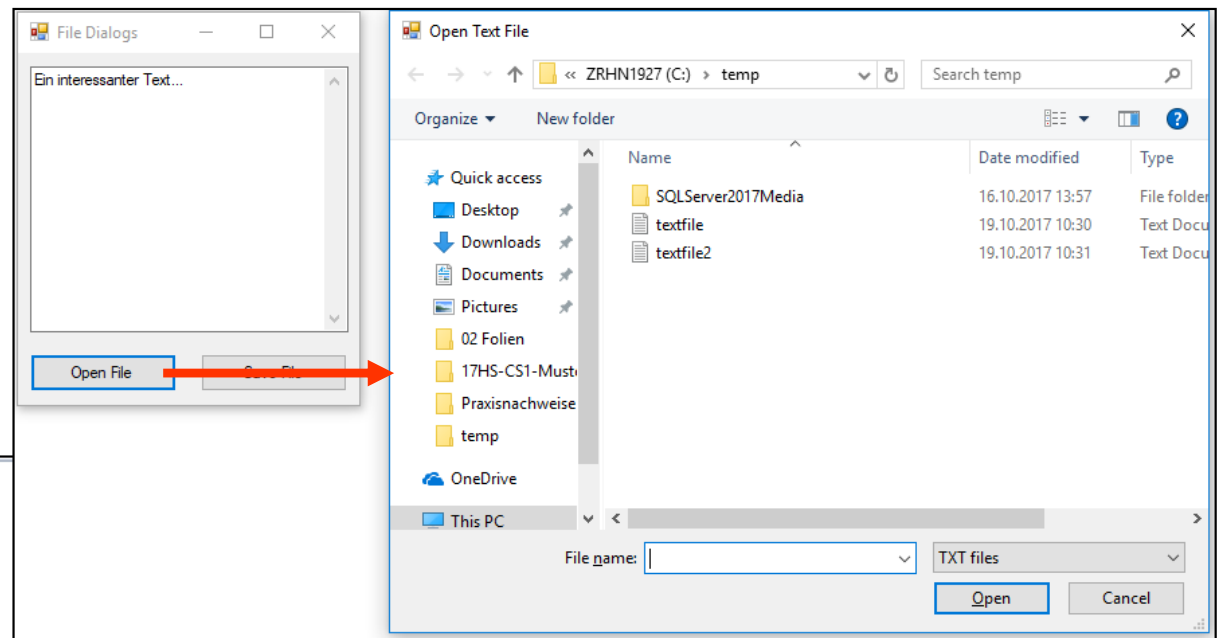 File Dialogs
Ein interessanter Text...
Open File
Open Text File
« ZRHN1927 (C:) › temp
Search temp
Organize
New folder
Name Date modified Type
Quick access
Desktop
Downloads
Documents
Pictures
02 Folien
17HS-CS1-Must
Praxisnachweise
temp
OneDrive
This PC
SQLServer2017Media 16.10.2017 13:57 File folder
textfile 19.10.2017 10:30 Text Docu
textfile2 19.10.2017 10:31 Text Docu
File name:
TXT files
Open
Cancel